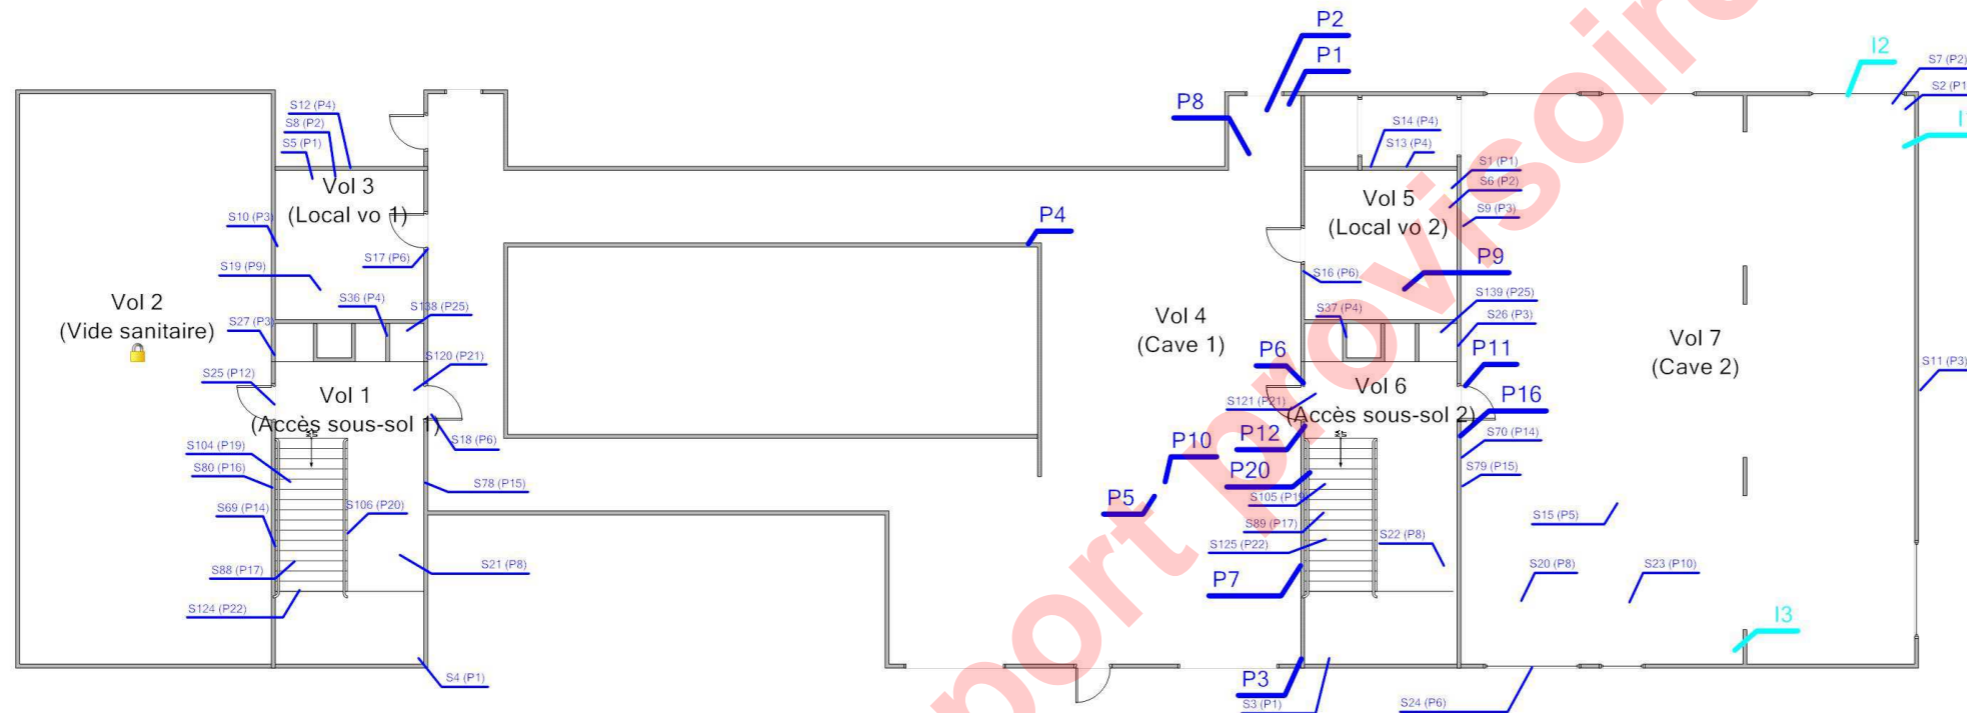 P2
I2
P1
S7 (P2)
S2 (P1
P8
S12 (P4)
S8 (P2)
S5 (P1)
S14 (P4)
S13 (P4)
S1 (P1)
S6 (P2)
S9 (P3)
Vol 3
(Local vo 1)
S10 (P3)
P4
Vol 5
(Local vo 2)
S17 (P6)
S19 (P9)
P9
S16 (P6)
S36 (P4)
S138 (P25)
S139 (P25)
Vol 2
(Vide sanitaire)
S27 (P3)
S37 (P4)
S26 (P3)
Vol 4
(Cave 1)
Vol 7
(Cave 2)
S120 (P21)
S25 (P12)
P6
P11
S11 (P3)
Vol 1
(Accès sous-sol 1)
Vol 6
(Accès sous-sol 2)
S121 (P21)
P16
S18 (P6)
S104 (P19)
P10
P12
S70 (P14)
S80 (P16)
P20
S79 (P15)
S78 (P15)
P5
S105 (P19
S69 (P14)
S106 (P20)
S89 (P17)
S15 (P5)
S125 (P22)
S22 (P8)
S88 (P17)
S21 (P8)
P7
S20 (P8)
S23 (P10)
S124 (P22)
I3
S4 (P1)
P3
S3 (P1)
S24 (P6)
port provisoire